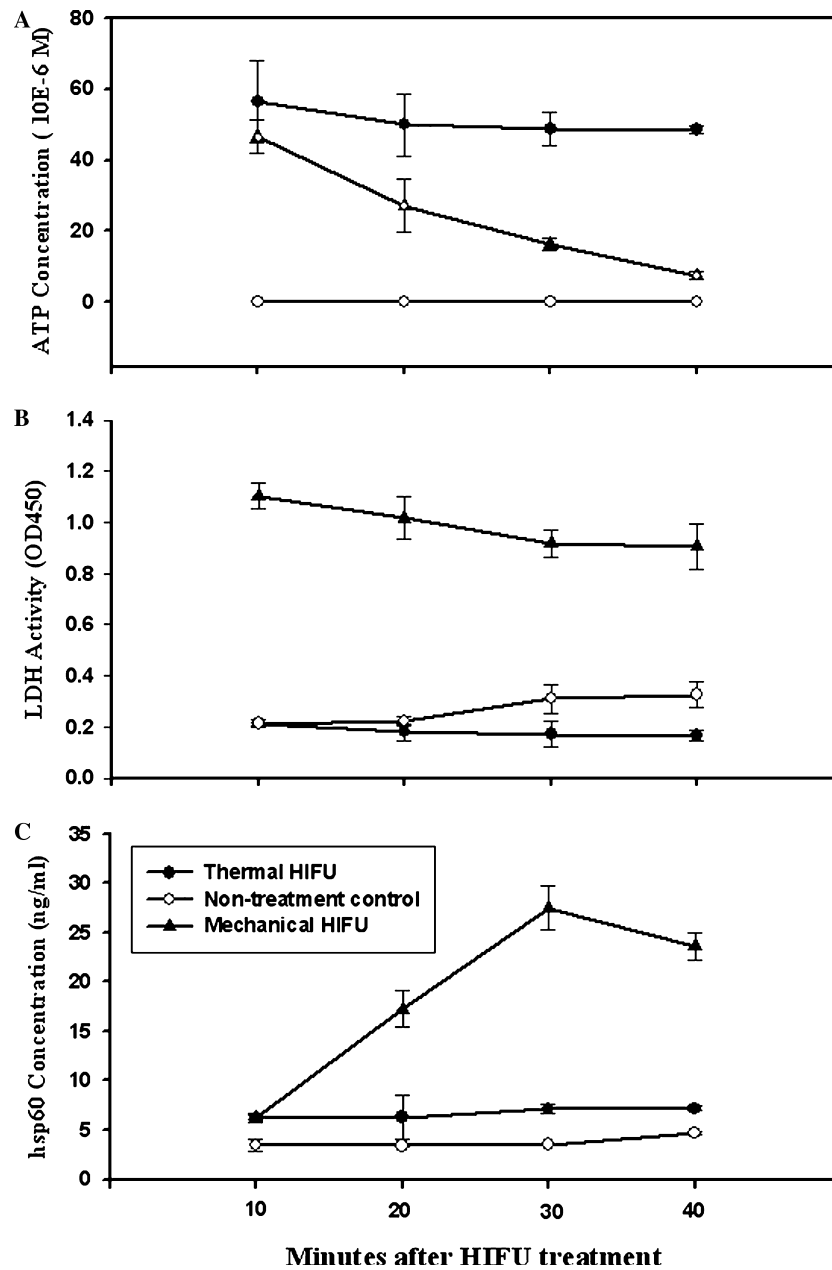 A
ATP Concentration ( 10E-6 M)
80
60
40
20
0
B
LDH Activity (OD450)
1.4
1.2
1.0
0.8
0.6
0.4
0.2
0.0
C
hsp60 Concentration (ng/ml)
35
30
25
20
15
10
5
0
Thermal HIFU
Non-treatment control
Mechanical HIFU
10 20 30 40
Minutes after HIFU treatment